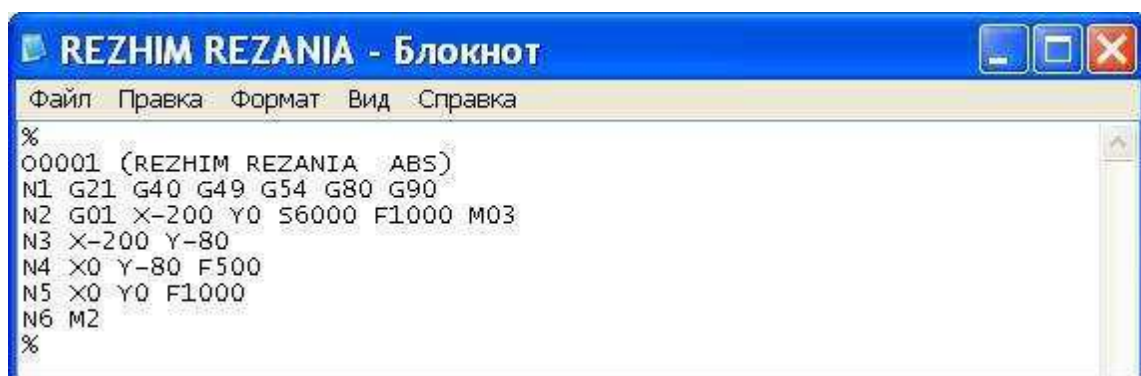 REZHIM REZANIA - Блокнот
Файл Правка Формат Вид Справка
%
O0001 (REZHIM REZANIA  ABS)
N1 G21 G40 G49 G54 G80 G90
N2 G01 X-200 Y0 S6000 F1000 M03
N3 X-200 Y-80
N4 X0 Y-80 F500
N5 X0 Y0 F1000
N6 M2
%